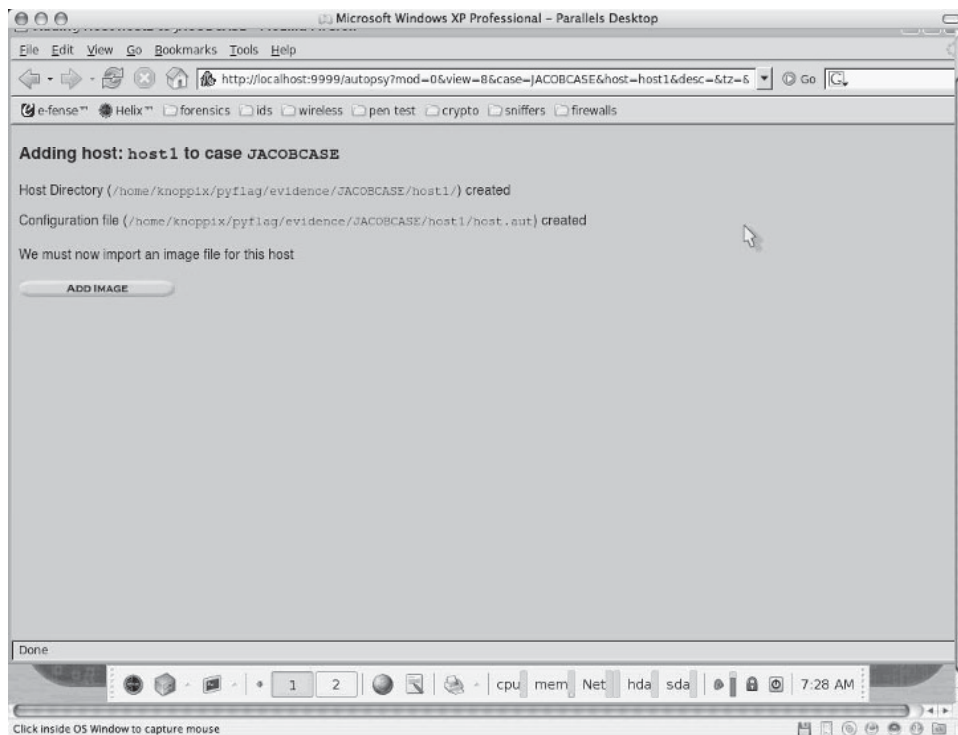 Microsoft Windows XP Professional – Parallels Desktop
File Edit View Go Bookmarks Tools Help
http://localhost:9999/autopsy?mod=0&view=8&case=JACOBCASE&host=host1&desc=&tz=& Go
e-fense™ Helix™ forensics ids wireless pen test crypto sniffers firewalls
Adding host: host1 to case JACOBCASE
Host Directory (/home/knoppix/pyflag/evidence/JACOBCASE/host1/) created
Configuration file (/home/knoppix/pyflag/evidence/JACOBCASE/host1/host.aut) created
We must now import an image file for this host
ADD IMAGE
Done
1 2 cpu mem Net hda sda 7:28 AM
Click inside OS Window to capture mouse